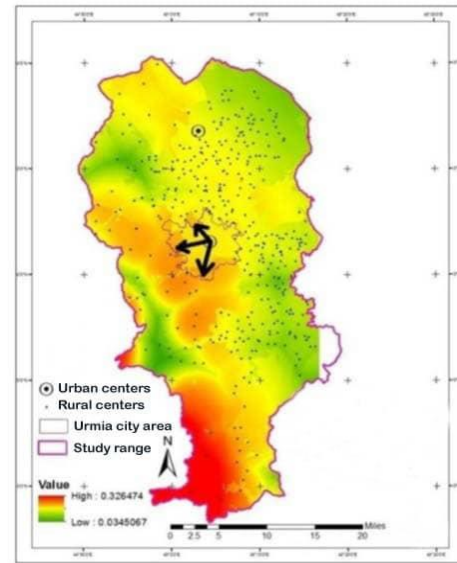 Urban centers
Rural centers
Urmia city area
Study range
N
Value
High : 0.326474
Low : 0.0345067
0 2.5 5 10 15 20
Miles